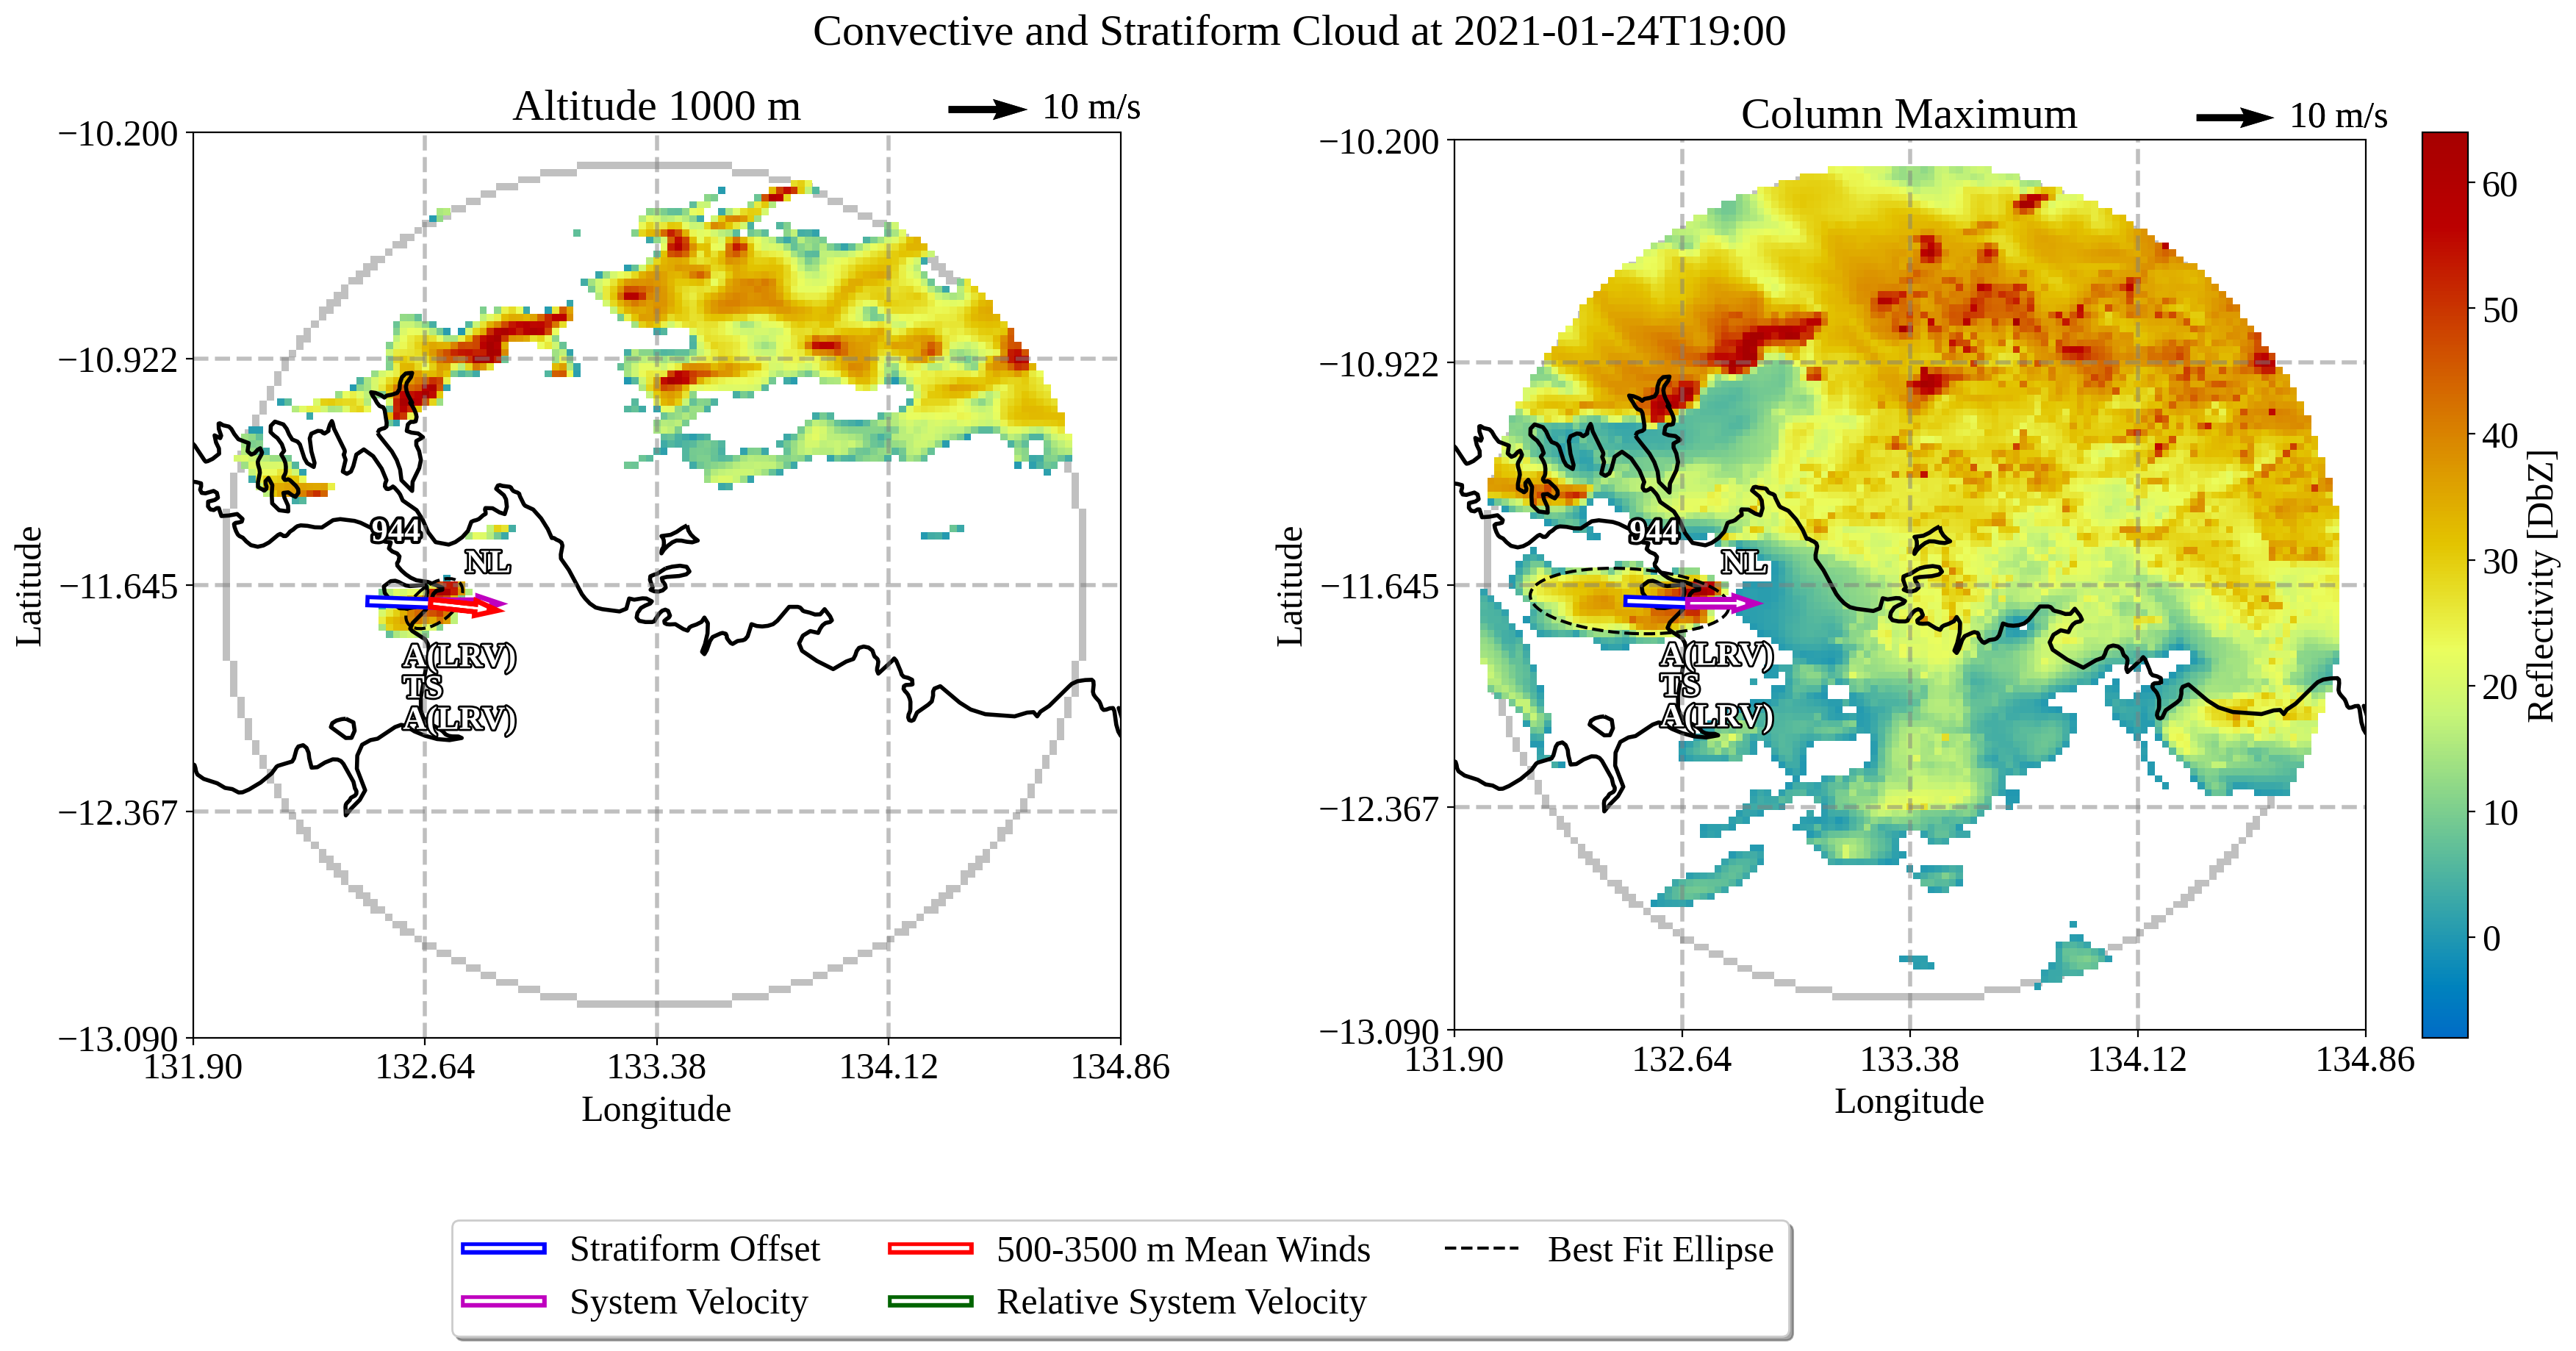 Convective and Stratiform Cloud at 2021-01-24T19:00
Altitude 1000 m
10 m/s
−10.200
−10.922
−11.645
−12.367
−13.090
Latitude
131.90
132.64
133.38
134.12
134.86
Longitude
944
NL
A(LRV)
TS
A(LRV)
Column Maximum
10 m/s
−10.200
−10.922
−11.645
−12.367
−13.090
Latitude
131.90
132.64
133.38
134.12
134.86
Longitude
944
NL
A(LRV)
TS
A(LRV)
60
50
40
30
20
10
0
Reflectivity [DbZ]
Stratiform Offset
System Velocity
500-3500 m Mean Winds
Relative System Velocity
Best Fit Ellipse